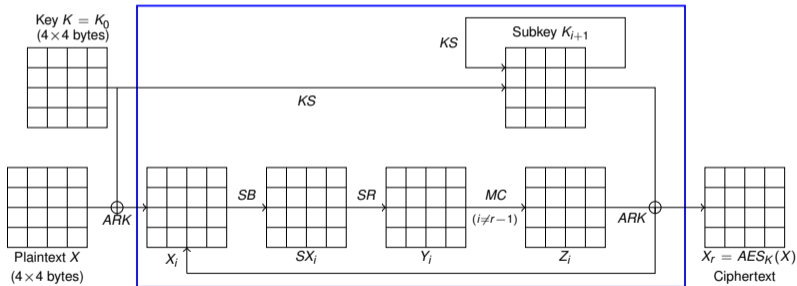 Key K = K₀
(4×4 bytes)
KS
Subkey Kᵢ₊₁
KS
SB
SR
MC
(i≠r−1)
ARK
ARK
Plaintext X
(4×4 bytes)
Xᵢ
SXᵢ
Yᵢ
Zᵢ
Xᵣ = AES_K(X)
Ciphertext